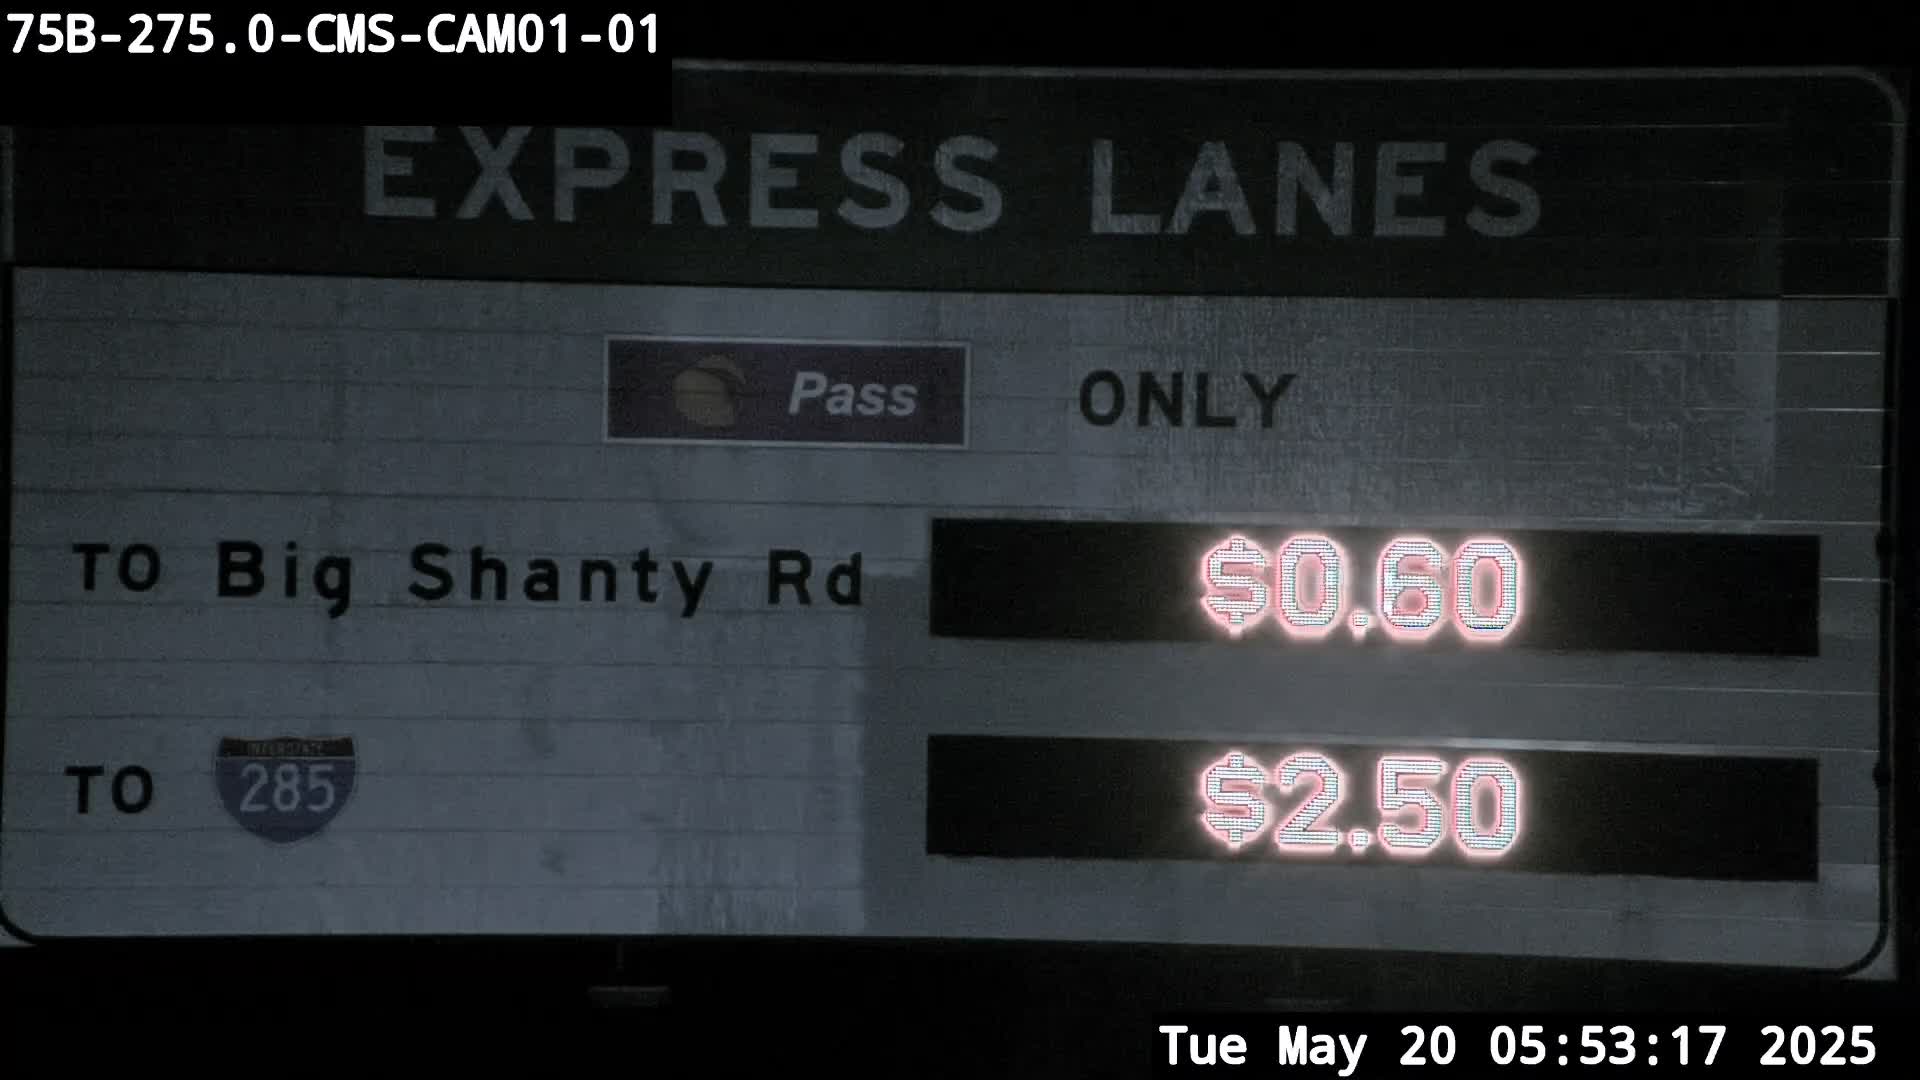 75B-275.0-CMS-CAM01-01
EXPRESS LANES
Pass ONLY
TO Big Shanty Rd $0.60
INTERSTATE
TO 285 $2.50
Tue May 20 05:53:17 2025